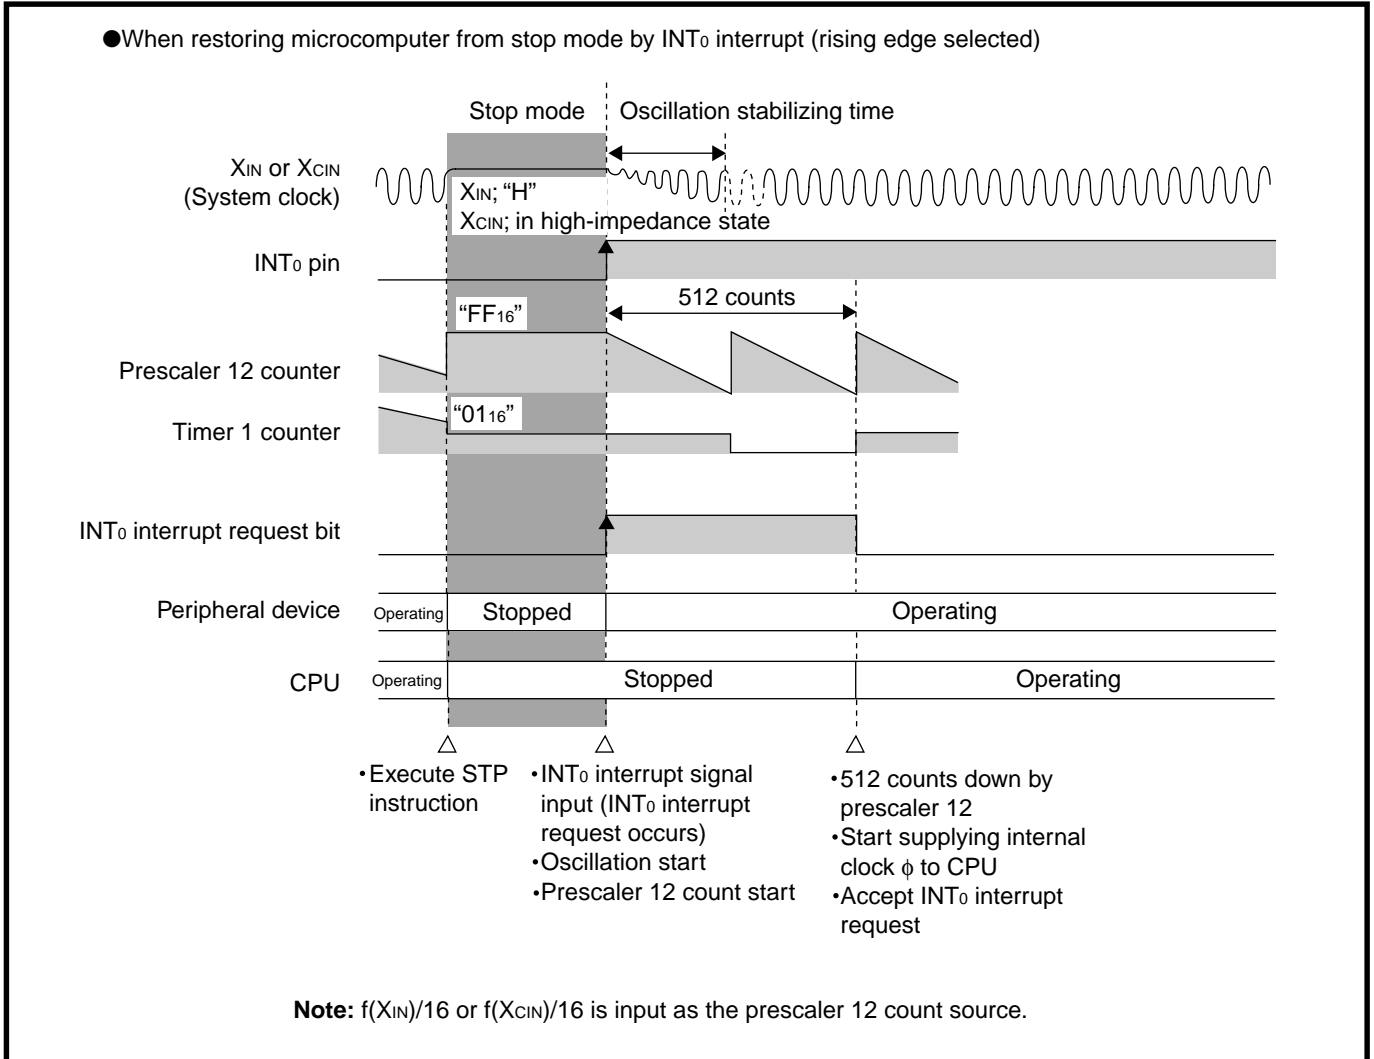 ●When restoring microcomputer from stop mode by INT0 interrupt (rising edge selected)
Stop mode
Oscillation stabilizing time
XIN or XCIN
(System clock)
XIN; “H”
XCIN; in high-impedance state
INT0 pin
512 counts
“FF16”
Prescaler 12 counter
“0116”
Timer 1 counter
INT0 interrupt request bit
Peripheral device
Operating
Stopped
Operating
CPU
Operating
Stopped
Operating
・Execute STP
instruction
・INT0 interrupt signal
input (INT0 interrupt
request occurs)
・Oscillation start
・Prescaler 12 count start
・512 counts down by
prescaler 12
・Start supplying internal
clock ϕ to CPU
・Accept INT0 interrupt
request
Note: f(XIN)/16 or f(XCIN)/16 is input as the prescaler 12 count source.